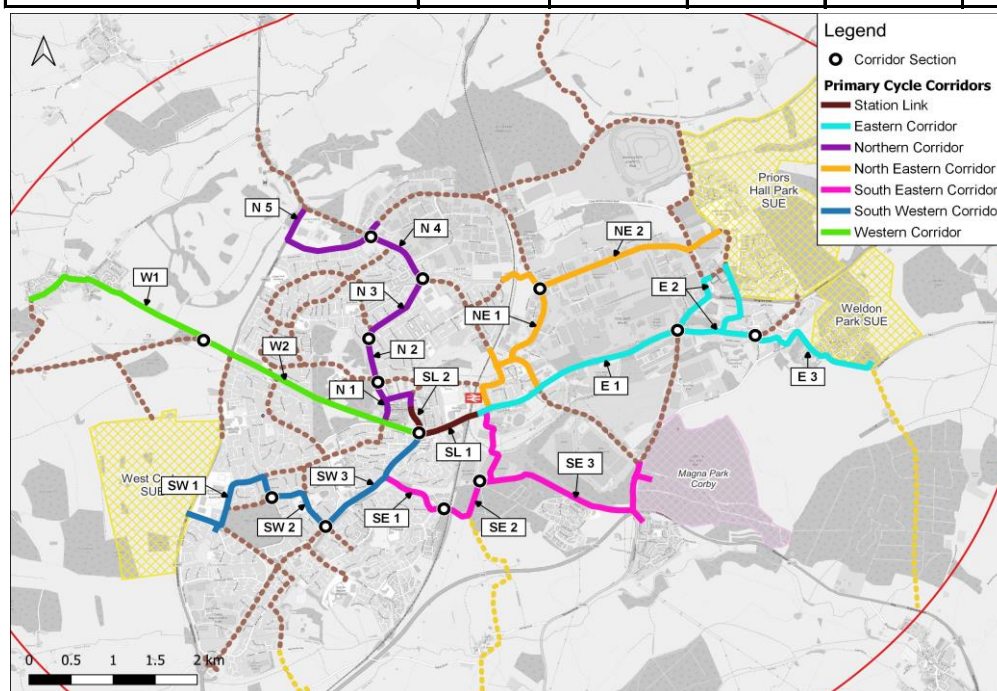 Legend
Corridor Section
Primary Cycle Corridors
Station Link
Eastern Corridor
Northern Corridor
North Eastern Corridor
South Eastern Corridor
South Western Corrido
Western Corridor
Priors
Hall Park
SUE
N 5
N 4
NE 2
W1
E 2
N 3
Weldon
Park SUE
NE 1
W2
N 2
SL 2
E 3
N 1
E 1
SL 1
SW 3
SE 3
Magna Park
Corby
West Co
SUE
SW 1
SE 1
SW 2
SE 2
0 0.5 1 1.5 2 km